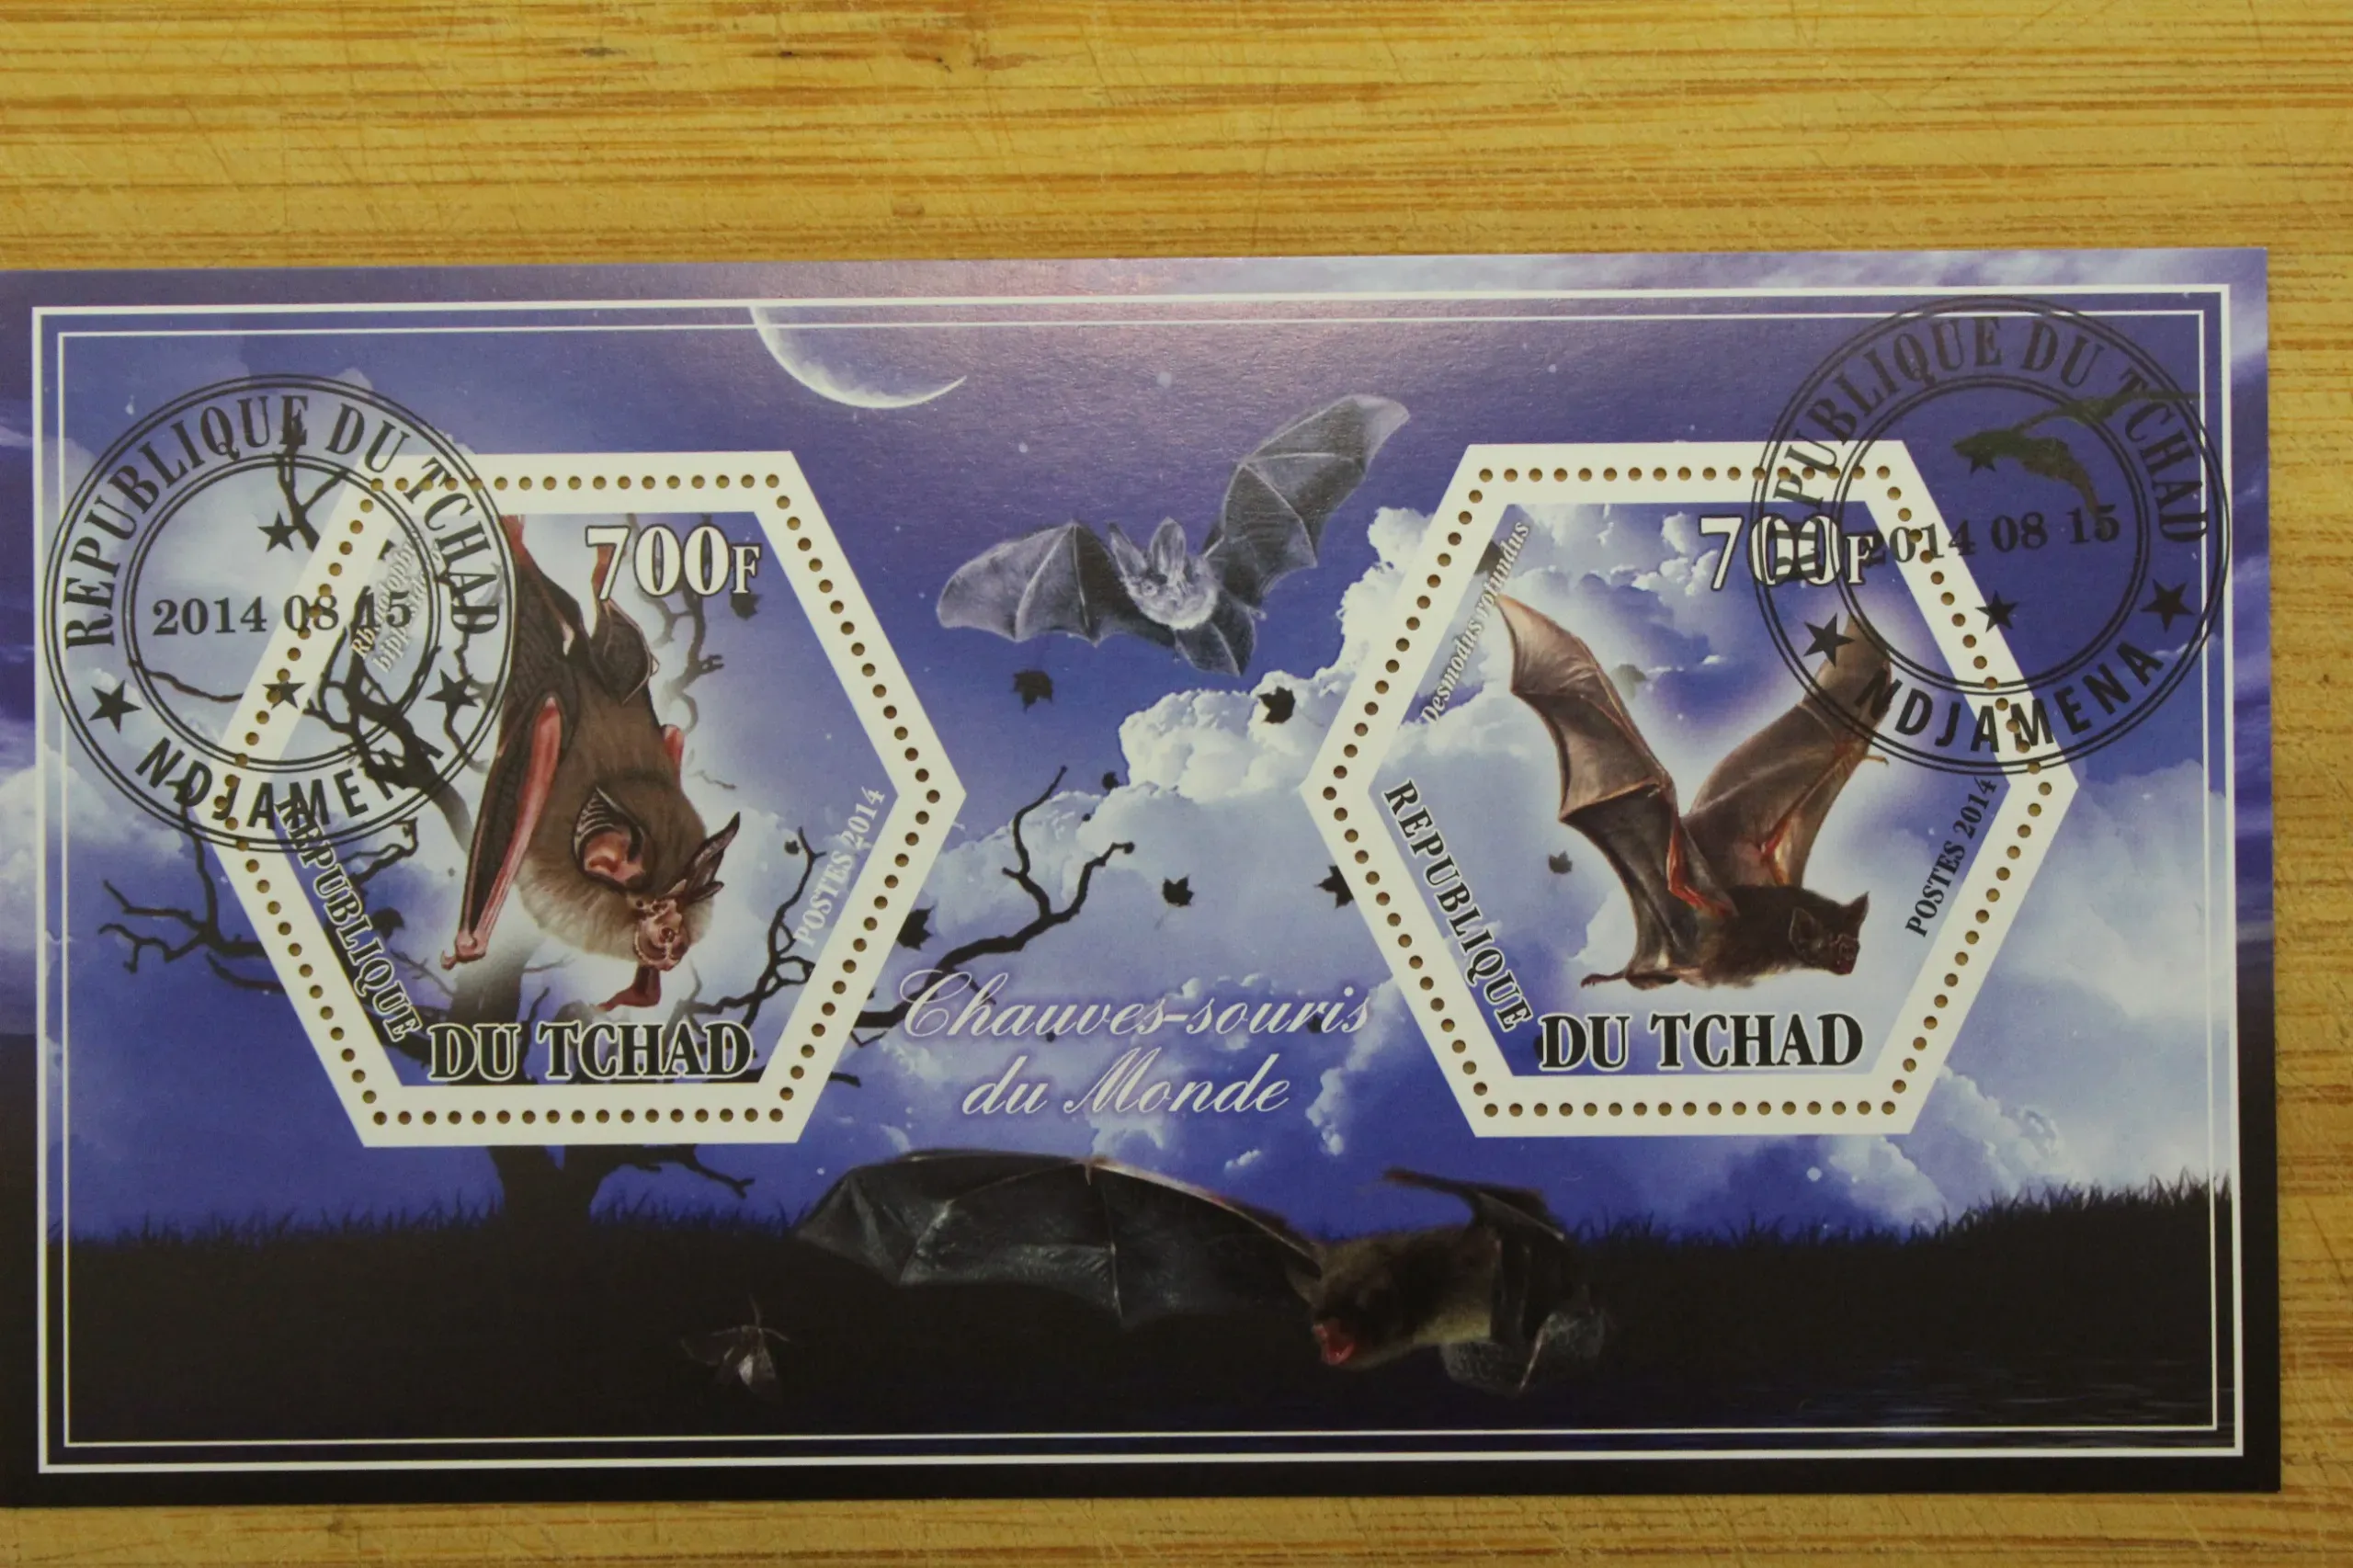 REPUBLIQUE DU TCHAD
2014 08 15
NDJAMENA
700F
POSTES 2014
REPUBLIQUE
DU TCHAD
Chauves-souris
du Monde
REPUBLIQUE DU TCHAD
2014 08 15
NDJAMENA
Desmodus rotundus
700F
POSTES 2014
REPUBLIQUE
DU TCHAD